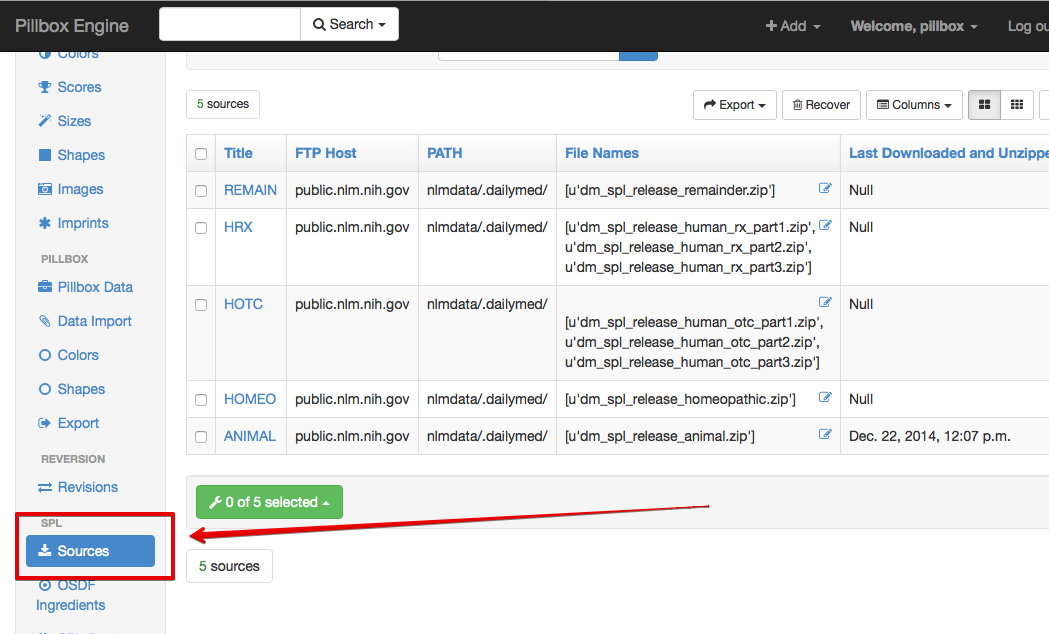 Pillbox Engine
Search
Add
Welcome, pillbox
Log ou
Colors
Scores
Sizes
Shapes
Images
Imprints
PILLBOX
Pillbox Data
Data Import
Colors
Shapes
Export
REVERSION
Revisions
SPL
Sources
OSDF
Ingredients
5 sources
Export
Recover
Columns
Title FTP Host PATH File Names Last Downloaded and Unzippe
REMAIN public.nlm.nih.gov nlmdata/.dailymed/ [u'dm_spl_release_remainder.zip'] Null
HRX public.nlm.nih.gov nlmdata/.dailymed/ [u'dm_spl_release_human_rx_part1.zip', Null
u'dm_spl_release_human_rx_part2.zip',
u'dm_spl_release_human_rx_part3.zip']
HOTC public.nlm.nih.gov nlmdata/.dailymed/ Null
[u'dm_spl_release_human_otc_part1.zip',
u'dm_spl_release_human_otc_part2.zip',
u'dm_spl_release_human_otc_part3.zip']
HOMEO public.nlm.nih.gov nlmdata/.dailymed/ [u'dm_spl_release_homeopathic.zip'] Null
ANIMAL public.nlm.nih.gov nlmdata/.dailymed/ [u'dm_spl_release_animal.zip'] Dec. 22, 2014, 12:07 p.m.
0 of 5 selected
5 sources